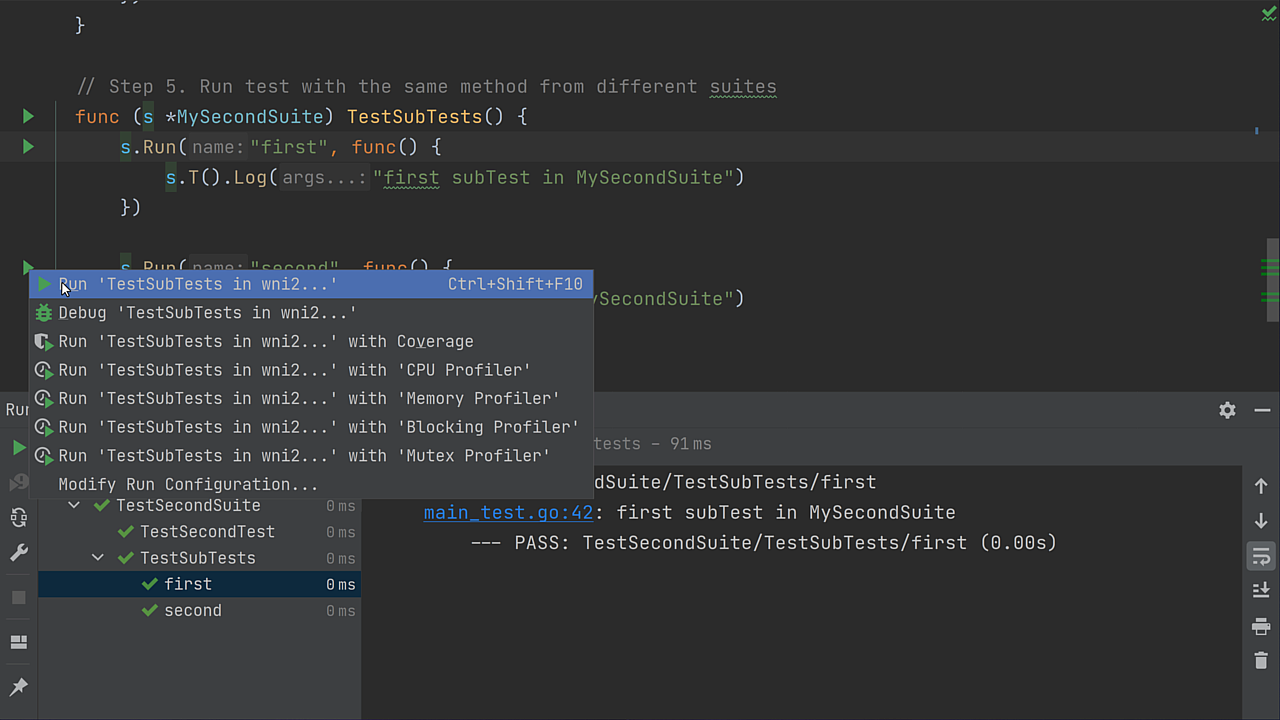 }
// Step 5. Run test with the same method from different suites
func (s *MySecondSuite) TestSubTests() {
s.Run( name: "first", func() {
s.T().Log( args...: "first subTest in MySecondSuite")
})
s.Run( name: "second", func() {
Run 'TestSubTests in wni2...' Ctrl+Shift+F10
ySecondSuite")
Debug 'TestSubTests in wni2...'
Run 'TestSubTests in wni2...' with Coverage
Run 'TestSubTests in wni2...' with 'CPU Profiler'
Run 'TestSubTests in wni2...' with 'Memory Profiler'
Run 'TestSubTests in wni2...' with 'Blocking Profiler'
Run 'TestSubTests in wni2...' with 'Mutex Profiler'
Modify Run Configuration...
Run
tests – 91 ms
TestSecondSuite 0 ms
TestSecondTest 0 ms
TestSubTests 0 ms
first 0 ms
second 0 ms
dSuite/TestSubTests/first
main_test.go:42: first subTest in MySecondSuite
--- PASS: TestSecondSuite/TestSubTests/first (0.00s)